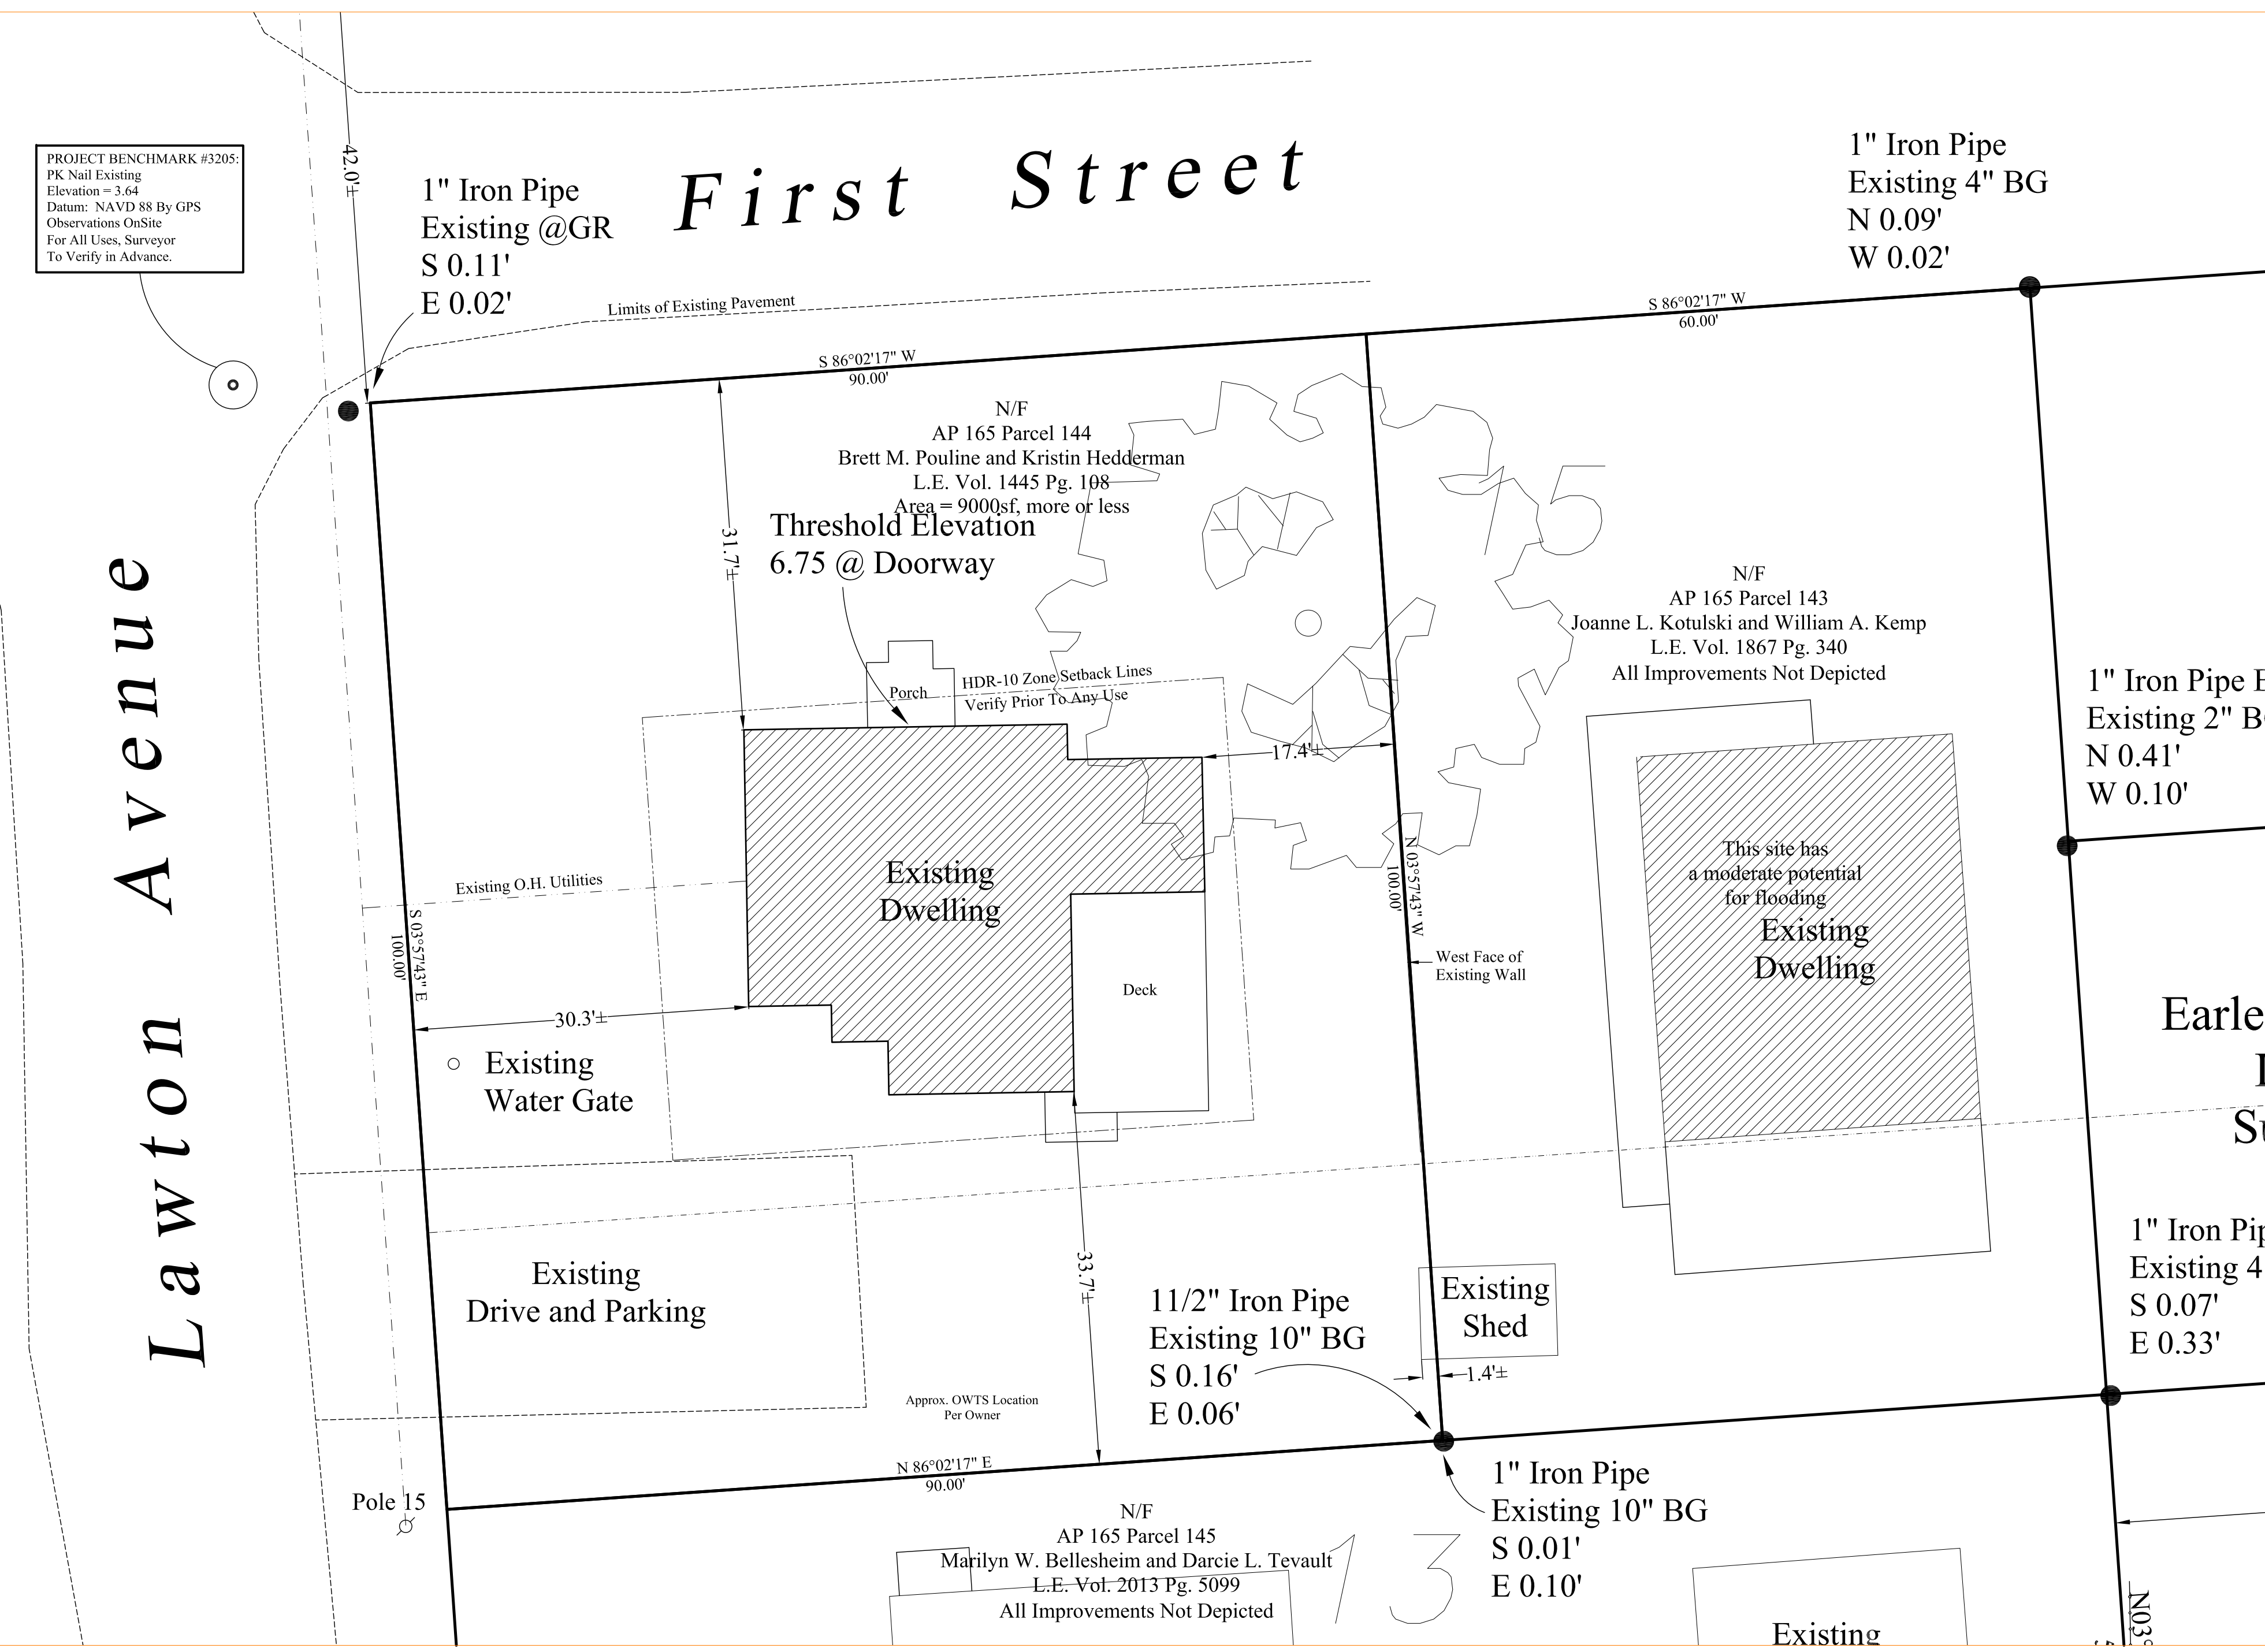 First Street
Lawton Avenue
PROJECT BENCHMARK #3205:
PK Nail Existing
Elevation = 3.64
Datum: NAVD 88 By GPS
Observations OnSite
For All Uses, Surveyor
To Verify in Advance.
42.0'±
1" Iron Pipe
Existing @GR
S 0.11'
E 0.02'
1" Iron Pipe
Existing 4" BG
N 0.09'
W 0.02'
Limits of Existing Pavement
S 86°02'17" W
60.00'
S 86°02'17" W
90.00'
N/F
AP 165 Parcel 144
Brett M. Pouline and Kristin Hedderman
L.E. Vol. 1445 Pg. 108
Area = 9000sf, more or less
Threshold Elevation
6.75 @ Doorway
31.7'±
15
N/F
AP 165 Parcel 143
Joanne L. Kotulski and William A. Kemp
L.E. Vol. 1867 Pg. 340
All Improvements Not Depicted
Porch
HDR-10 Zone Setback Lines
Verify Prior To Any Use
17.4'±
1" Iron Pipe E
Existing 2" B
N 0.41'
W 0.10'
This site has
a moderate potential
for flooding
Existing
Dwelling
Existing
Dwelling
Existing O.H. Utilities
S 03°57'43" E
100.00'
N 03°57'43" W
100.00'
West Face of
Existing Wall
Deck
30.3'±
Existing
Water Gate
Earle
Su
Existing
Drive and Parking
33.7'±
11/2" Iron Pipe
Existing 10" BG
S 0.16'
E 0.06'
Existing
Shed
1.4'±
1" Iron Pip
Existing 4
S 0.07'
E 0.33'
Approx. OWTS Location
Per Owner
N 86°02'17" E
90.00'
Pole 15
1" Iron Pipe
Existing 10" BG
S 0.01'
E 0.10'
N/F
AP 165 Parcel 145
Marilyn W. Bellesheim and Darcie L. Tevault
L.E. Vol. 2013 Pg. 5099
All Improvements Not Depicted
13
Existing
N03°